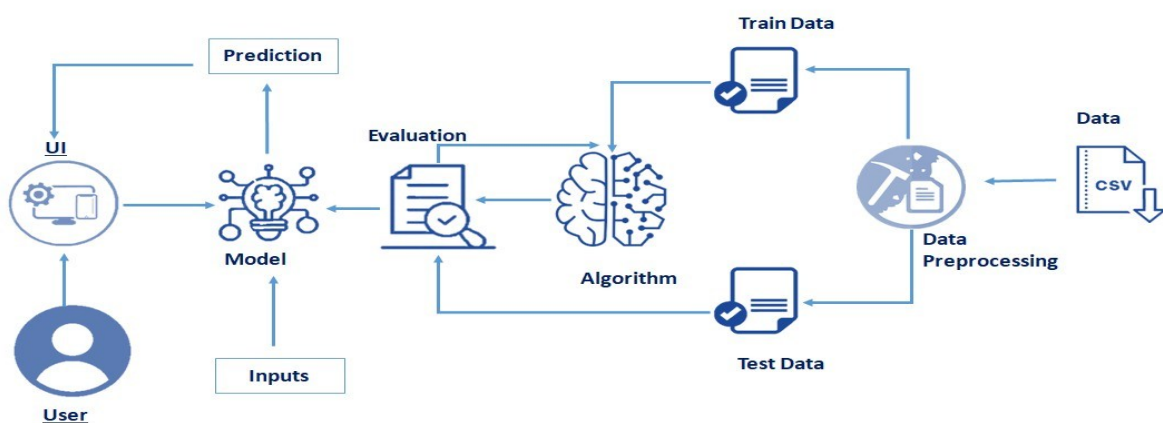 Train Data
Prediction
Data
Evaluation
UI
CSV
Model
Data
Preprocessing
Algorithm
Inputs
Test Data
User